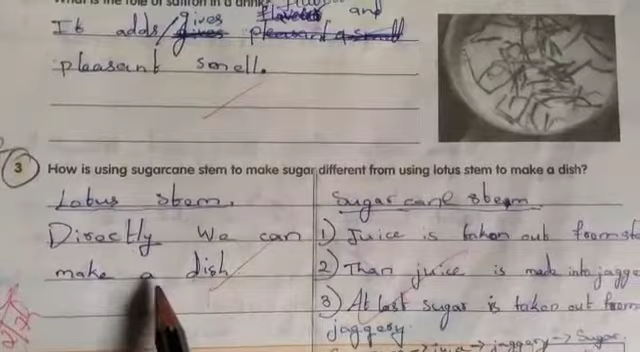 What is the role of saffron in a drink?
It adds/gives and
pleasant smell.
3 How is using sugarcane stem to make sugar different from using lotus stem to make a dish?
Lotus stem.
Directly We can
make a dish
Sugar cane stem
1) Juice is taken out from
2) Than juice is made into jagge
3) At last sugar is taken out from
jaggery.
→ jaggery → Sugar